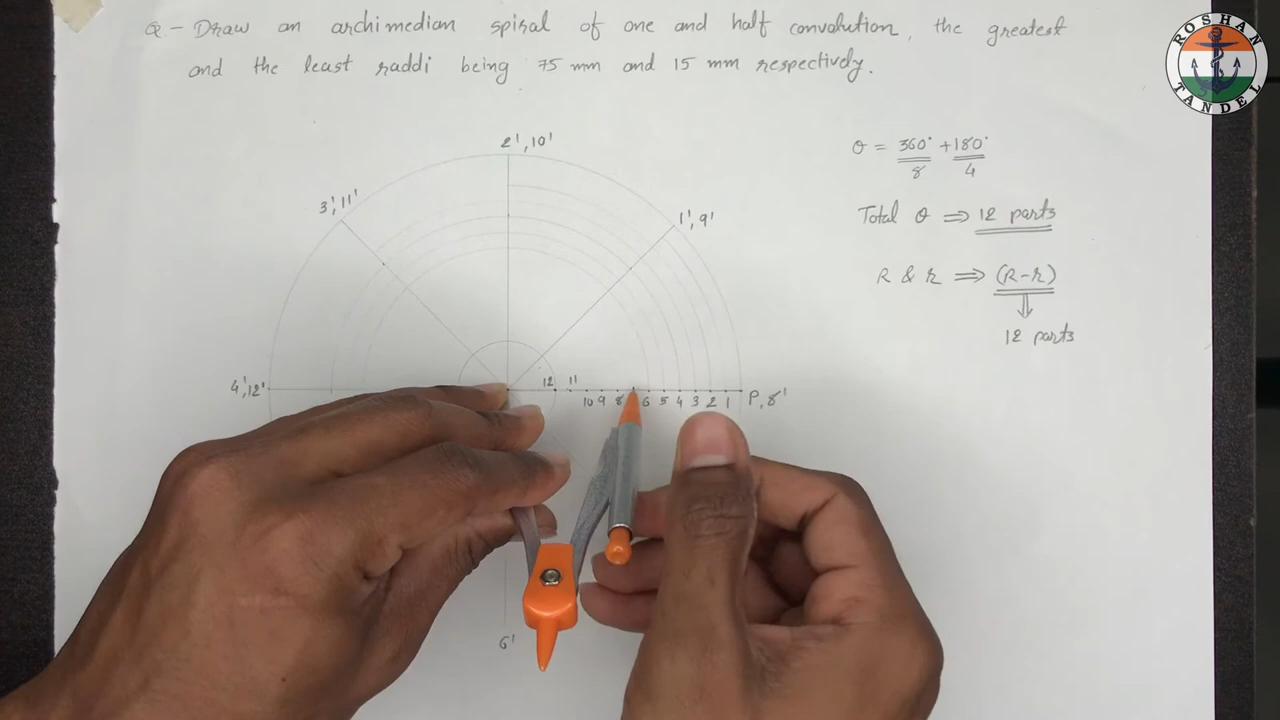 Q - Draw an archimedian spiral of one and half convolution, the greatest
and the least raddi being 75 mm and 15 mm respectively.
ROSHAN TANDEL
2', 10'
θ = 360° + 180°
8 4
3', 11'
1', 9'
Total θ ⇒ 12 parts
R & r ⇒ (R-r)
12 parts
4', 12'
12 11
10 9 8 6 5 4 3 2 1 P, 8'
6'